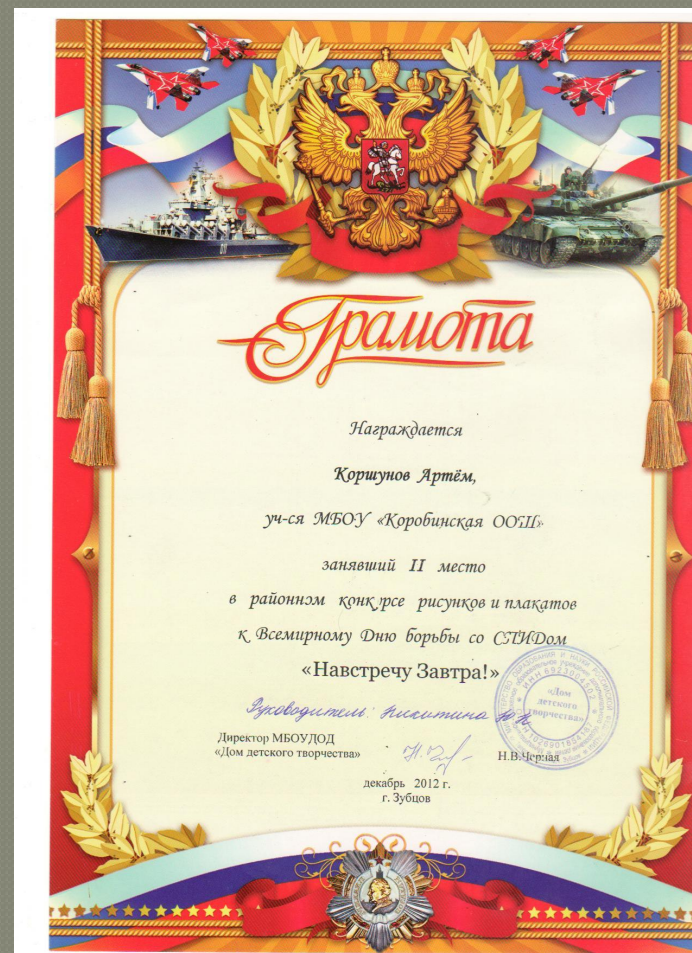 Грамота
Награждается
Коршунов Артём,
уч-ся МБОУ «Коробинская ООШ»
занявший II место
в районном конкурсе рисунков и плакатов
к Всемирному Дню борьбы со СПИДом
«Навстречу Завтра!»
Руководитель: Никитина Ю.Н
Директор МБОУДОД
«Дом детского творчества»
Н.В.Черная
декабрь 2012 г.
г. Зубцов
«Дом
детского
творчества»